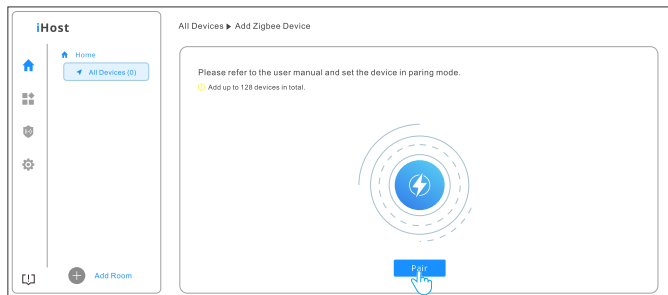 iHost
All Devices ▶ Add Zigbee Device
Home
All Devices (0)
Please refer to the user manual and set the device in paring mode.
Add up to 128 devices in total.
Pair
Add Room